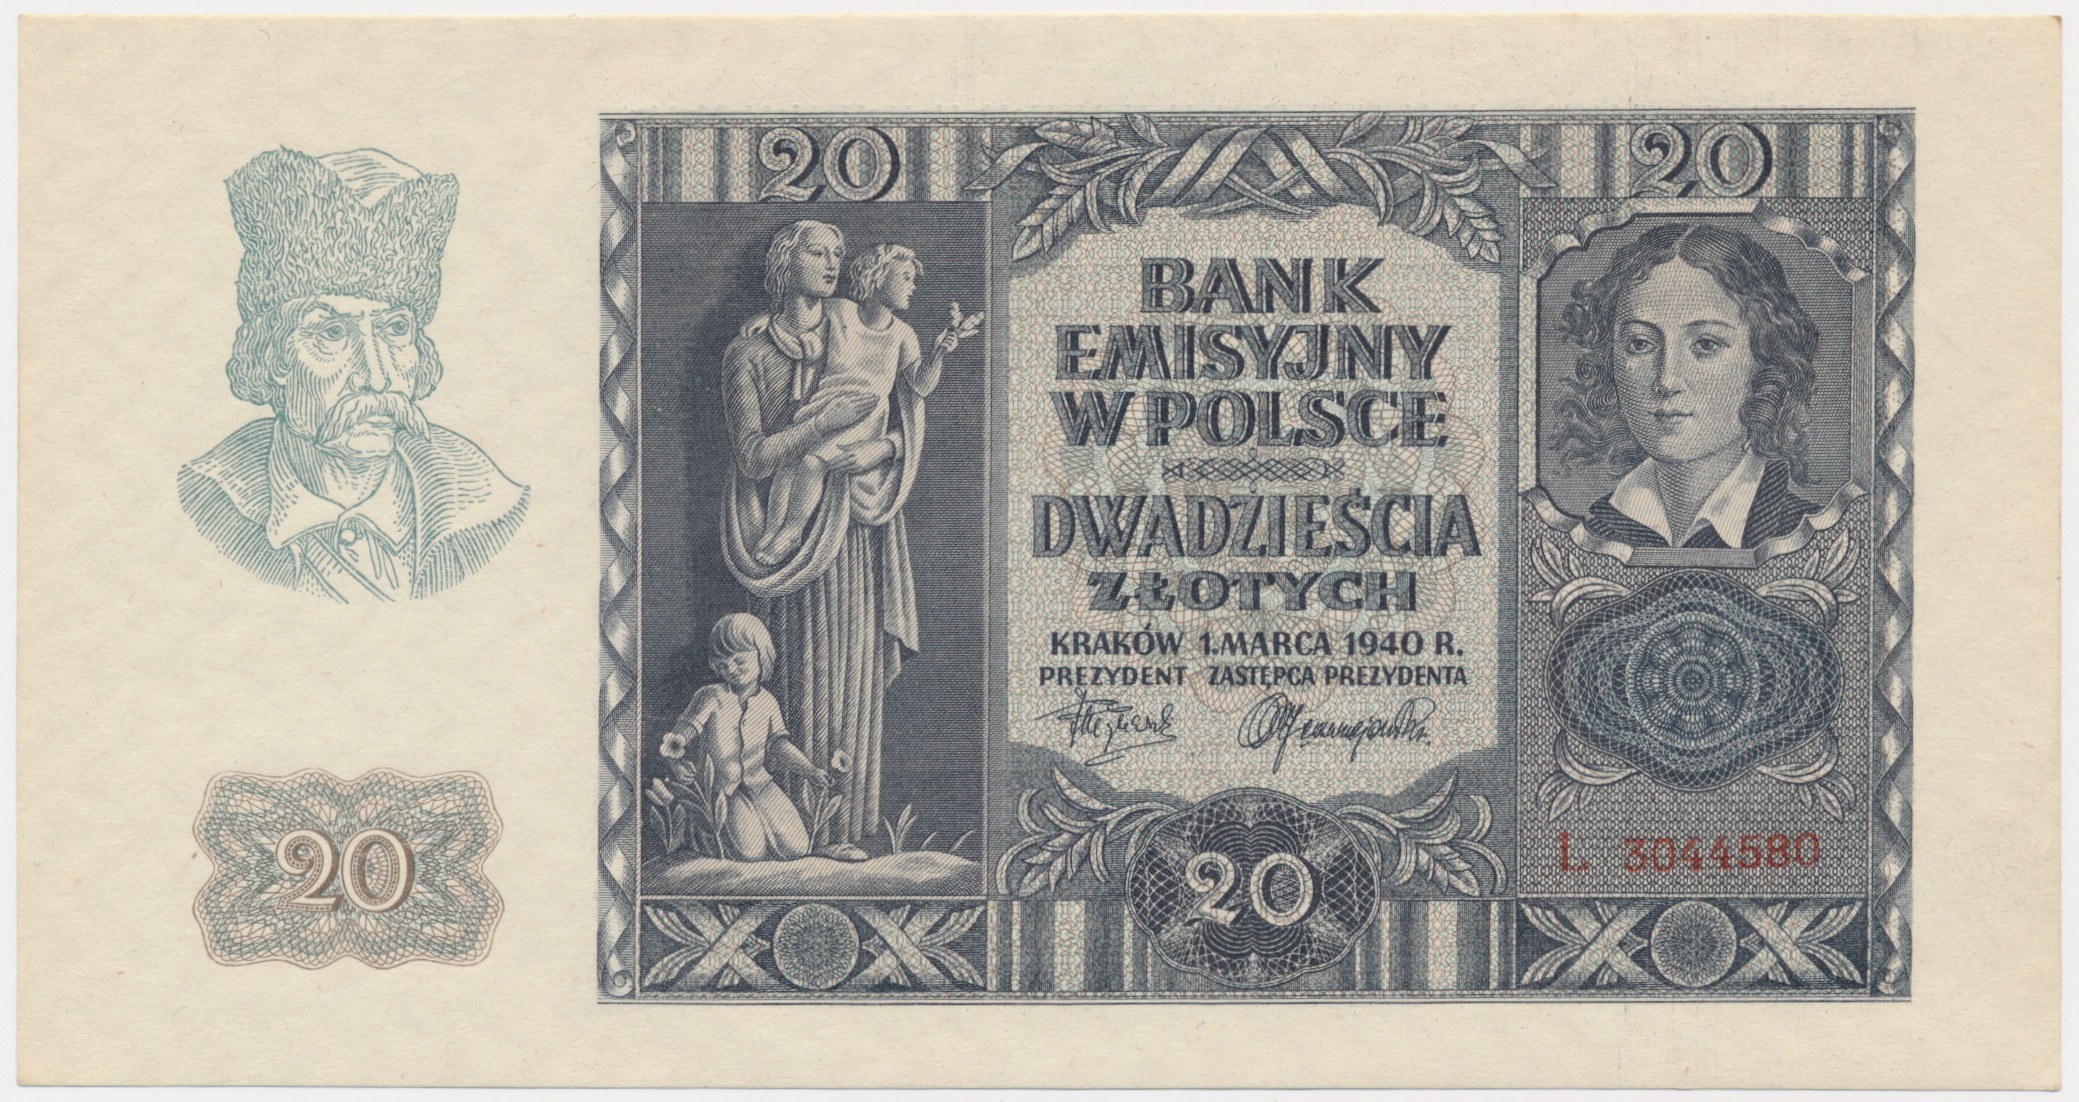 20
20
BANK
EMISYJNY
W POLSCE
DWADZIEŚCIA
ZŁOTYCH
KRAKÓW 1.MARCA 1940 R.
PREZYDENT ZASTĘPCA PREZYDENTA
L 3044580
20
20